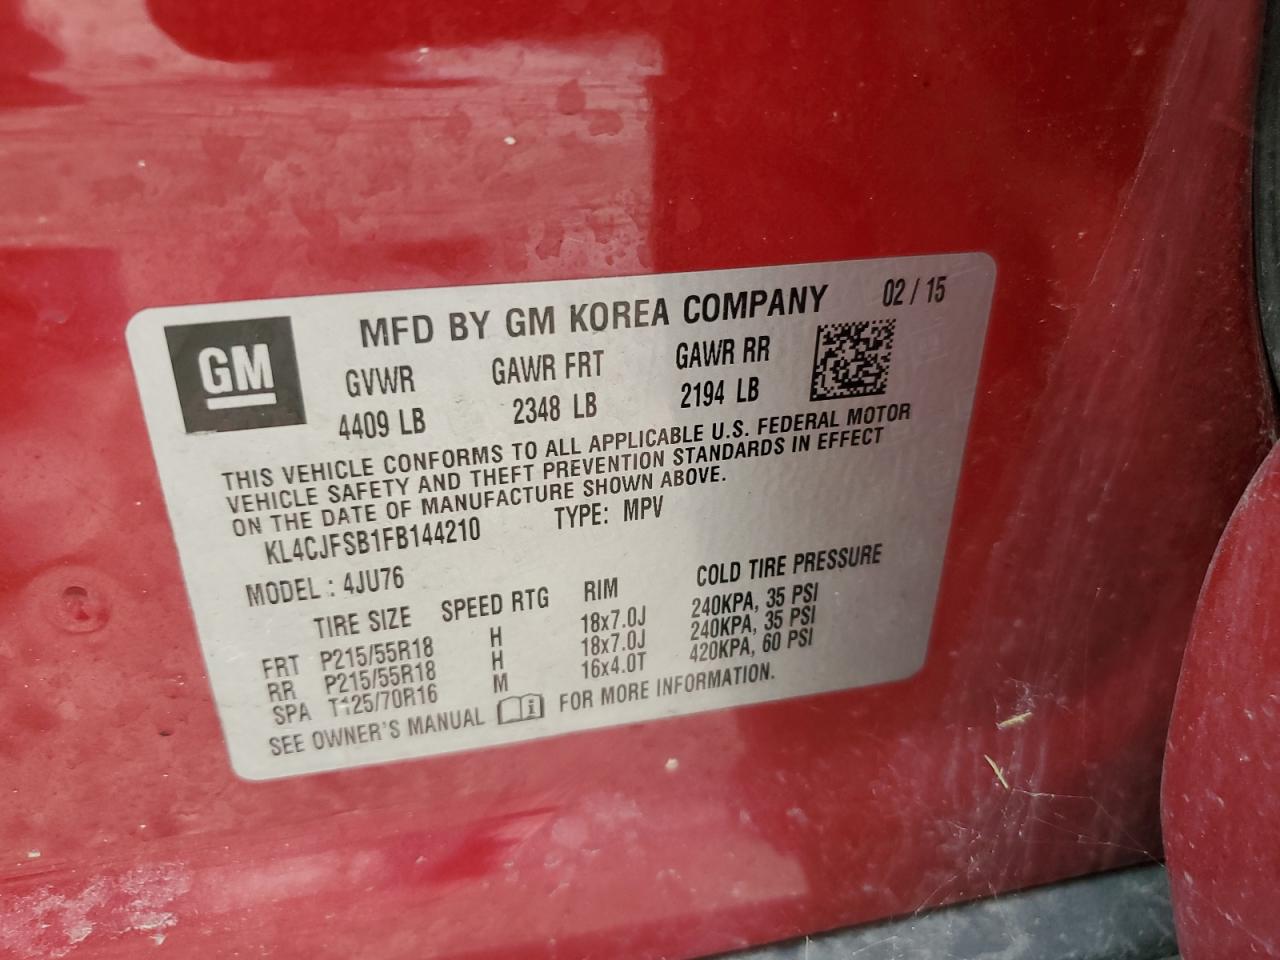 GM
MFD BY GM KOREA COMPANY 02 / 15
GVWR GAWR FRT GAWR RR
4409 LB 2348 LB 2194 LB
THIS VEHICLE CONFORMS TO ALL APPLICABLE U.S. FEDERAL MOTOR
VEHICLE SAFETY AND THEFT PREVENTION STANDARDS IN EFFECT
ON THE DATE OF MANUFACTURE SHOWN ABOVE.
KL4CJFSB1FB144210 TYPE: MPV
MODEL : 4JU76
TIRE SIZE SPEED RTG RIM COLD TIRE PRESSURE
FRT P215/55R18 H 18x7.0J 240KPA, 35 PSI
RR P215/55R18 H 18x7.0J 240KPA, 35 PSI
SPA T125/70R16 M 16x4.0T 420KPA, 60 PSI
SEE OWNER'S MANUAL i FOR MORE INFORMATION.